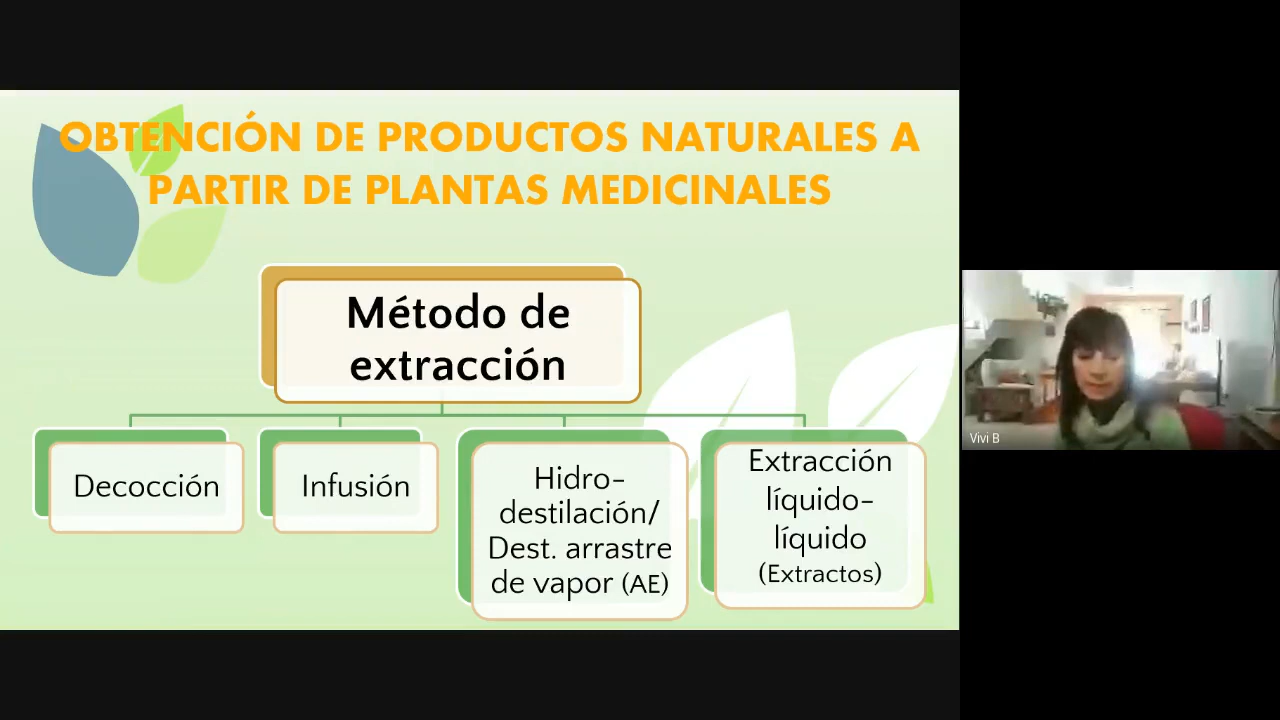 OBTENCIÓN DE PRODUCTOS NATURALES A
PARTIR DE PLANTAS MEDICINALES
Método de
extracción
Decocción
Infusión
Hidro-
destilación/
Dest. arrastre
de vapor (AE)
Extracción
líquido-
líquido
(Extractos)
Vivi B